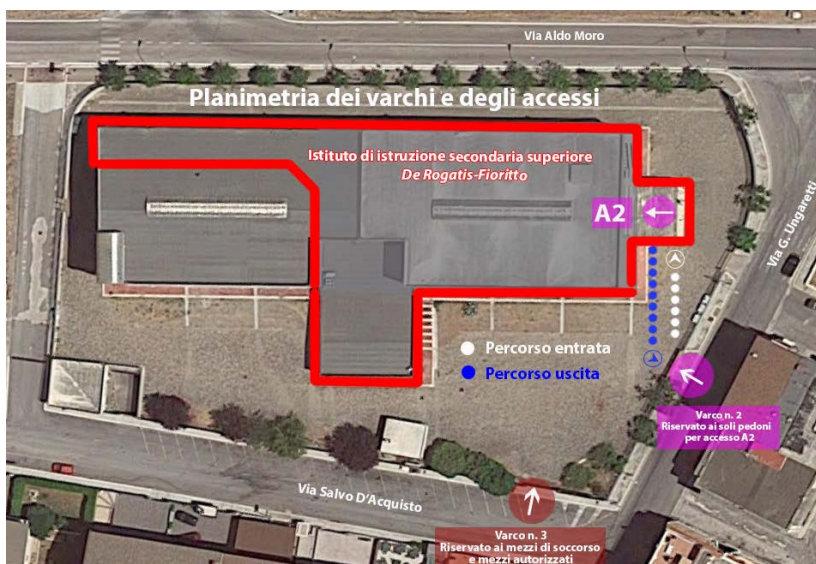 Via Aldo Moro
Planimetria dei varchi e degli accessi
Istituto di istruzione secondaria superiore
De Rogatis-Fioritto
A2
Via G. Ungaretti
Percorso entrata
Percorso uscita
Varco n. 2
Riservato ai soli pedoni
per accesso A2
Via Salvo D'Acquisto
Varco n. 3
Riservato ai mezzi di soccorso
e mezzi autorizzati